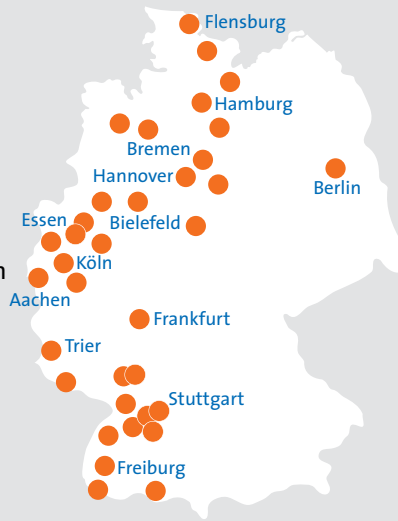 Flensburg
Hamburg
Bremen
Hannover
Berlin
Essen
Bielefeld
Köln
n
Aachen
Frankfurt
Trier
Stuttgart
Freiburg